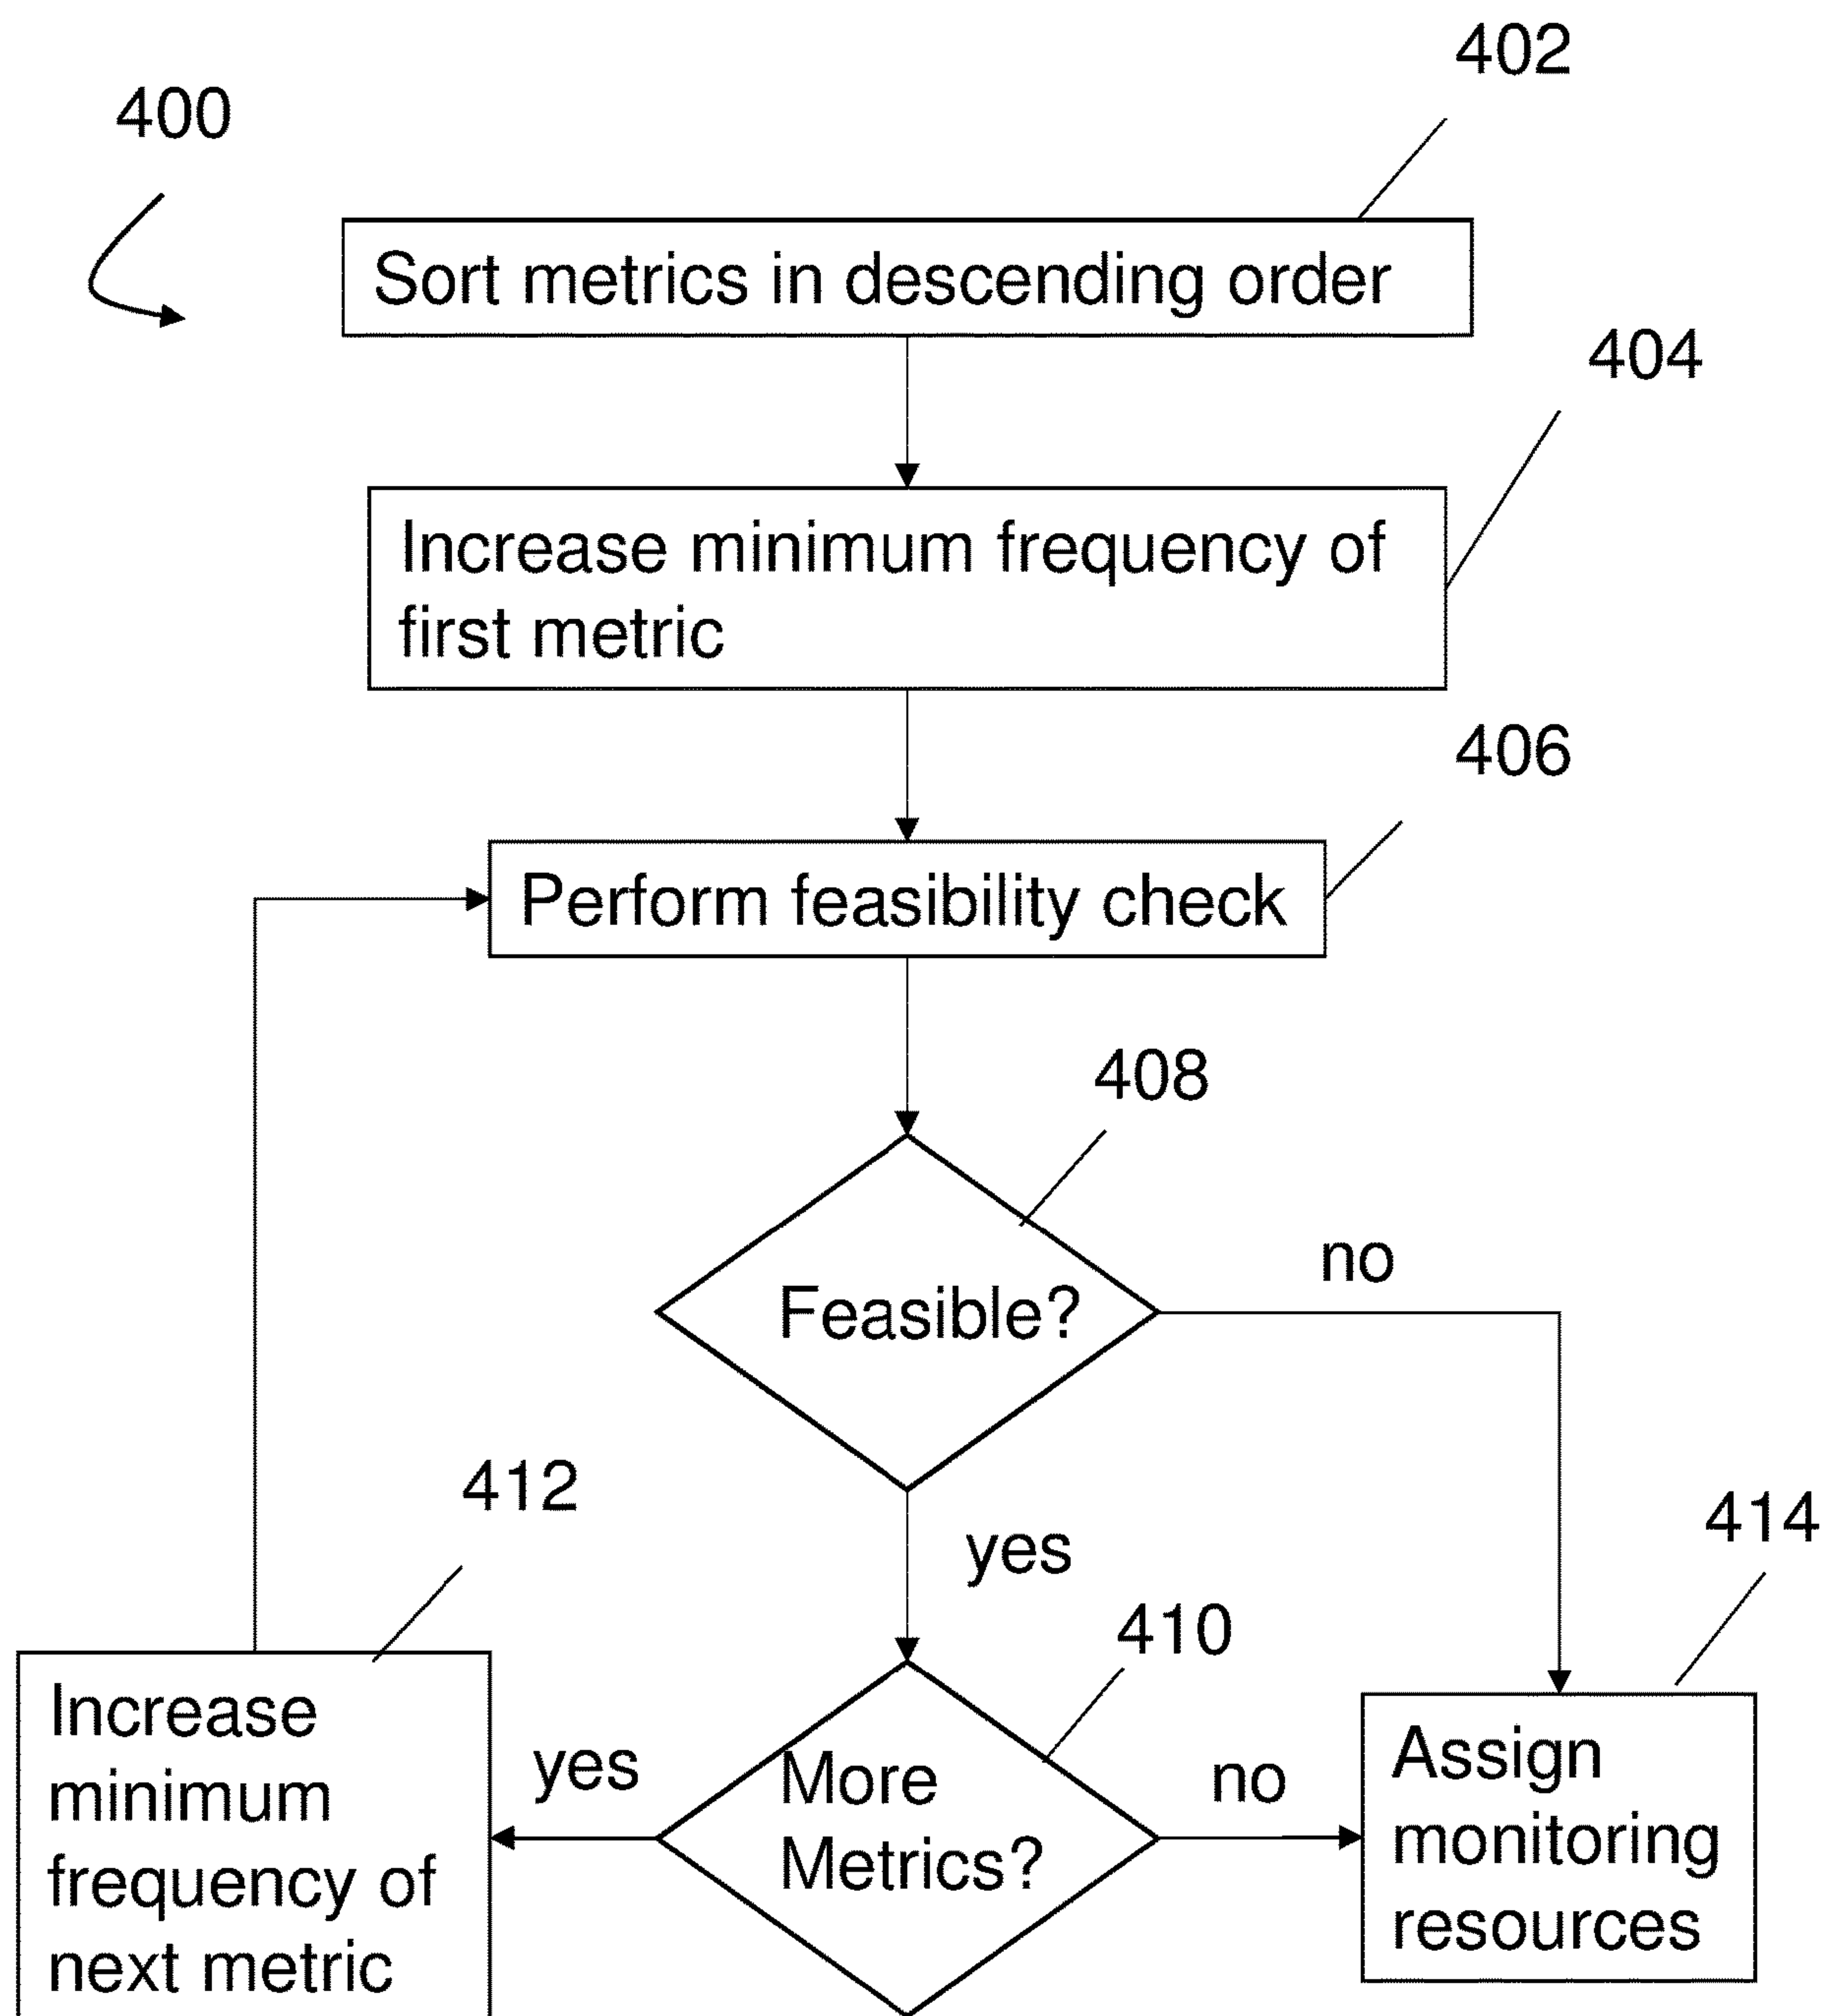 402
400
Sort metrics in descending order
404
Increase minimum frequency of
first metric
406
Perform feasibility check
408
no
Feasible?
412
414
yes
410
Increase
minimum
frequency of
next metric
yes
More
Metrics?
no
Assign
monitoring
resources